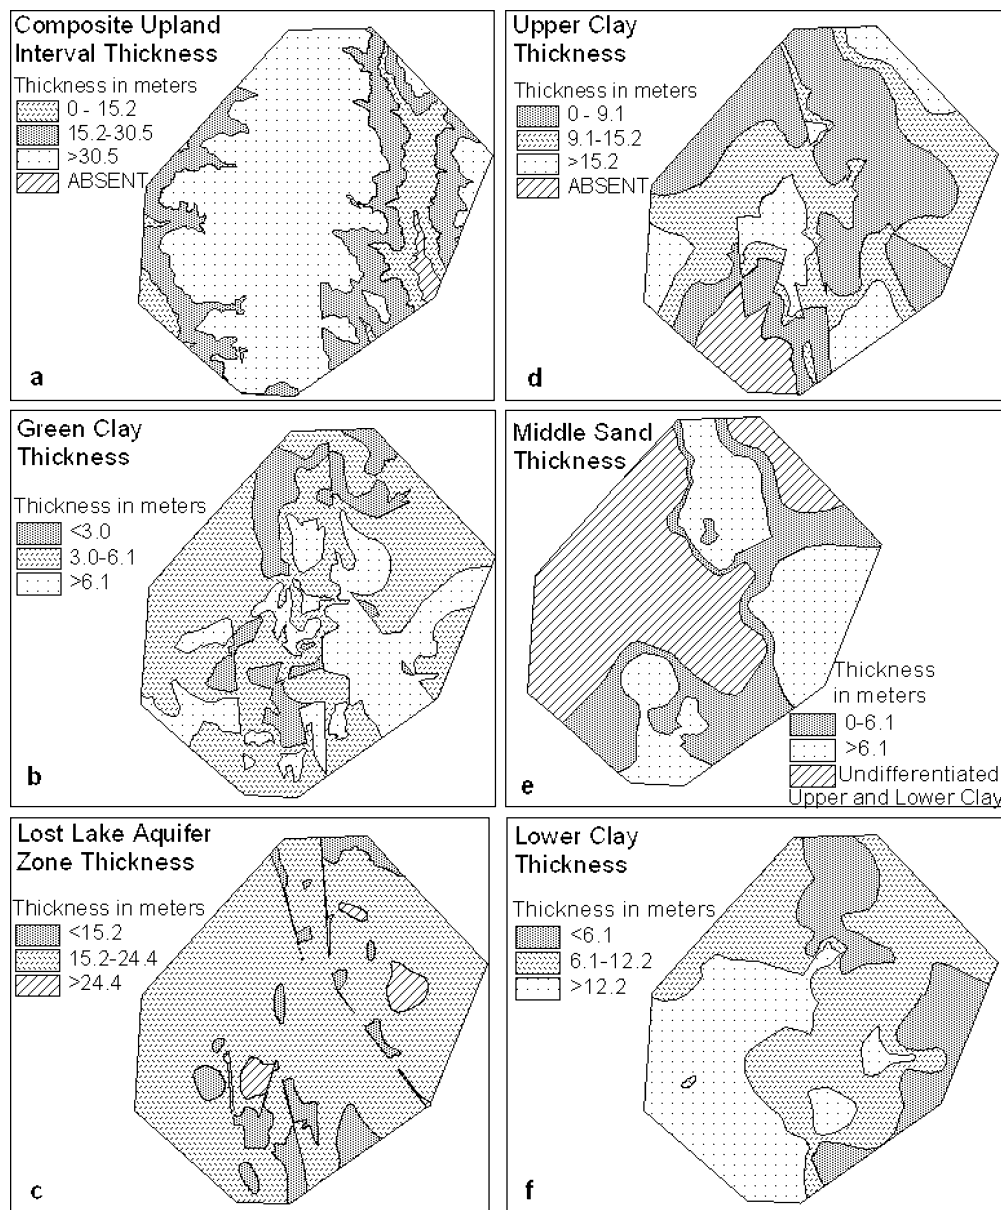 Composite Upland
Interval Thickness
Thickness in meters
0 - 15.2
15.2-30.5
>30.5
ABSENT
a
Upper Clay
Thickness
Thickness in meters
0 - 9.1
9.1-15.2
>15.2
ABSENT
d
Green Clay
Thickness
Thickness in meters
<3.0
3.0-6.1
>6.1
b
Middle Sand
Thickness
Thickness
in meters
0-6.1
>6.1
Undifferentiated
Upper and Lower Clay
e
Lost Lake Aquifer
Zone Thickness
Thickness in meters
<15.2
15.2-24.4
>24.4
c
Lower Clay
Thickness
Thickness in meters
<6.1
6.1-12.2
>12.2
f